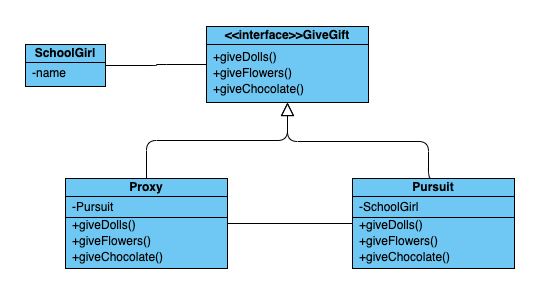 SchoolGirl
-name
<<interface>>GiveGift
+giveDolls()
+giveFlowers()
+giveChocolate()
Proxy
-Pursuit
+giveDolls()
+giveFlowers()
+giveChocolate()
Pursuit
-SchoolGirl
+giveDolls()
+giveFlowers()
+giveChocolate()